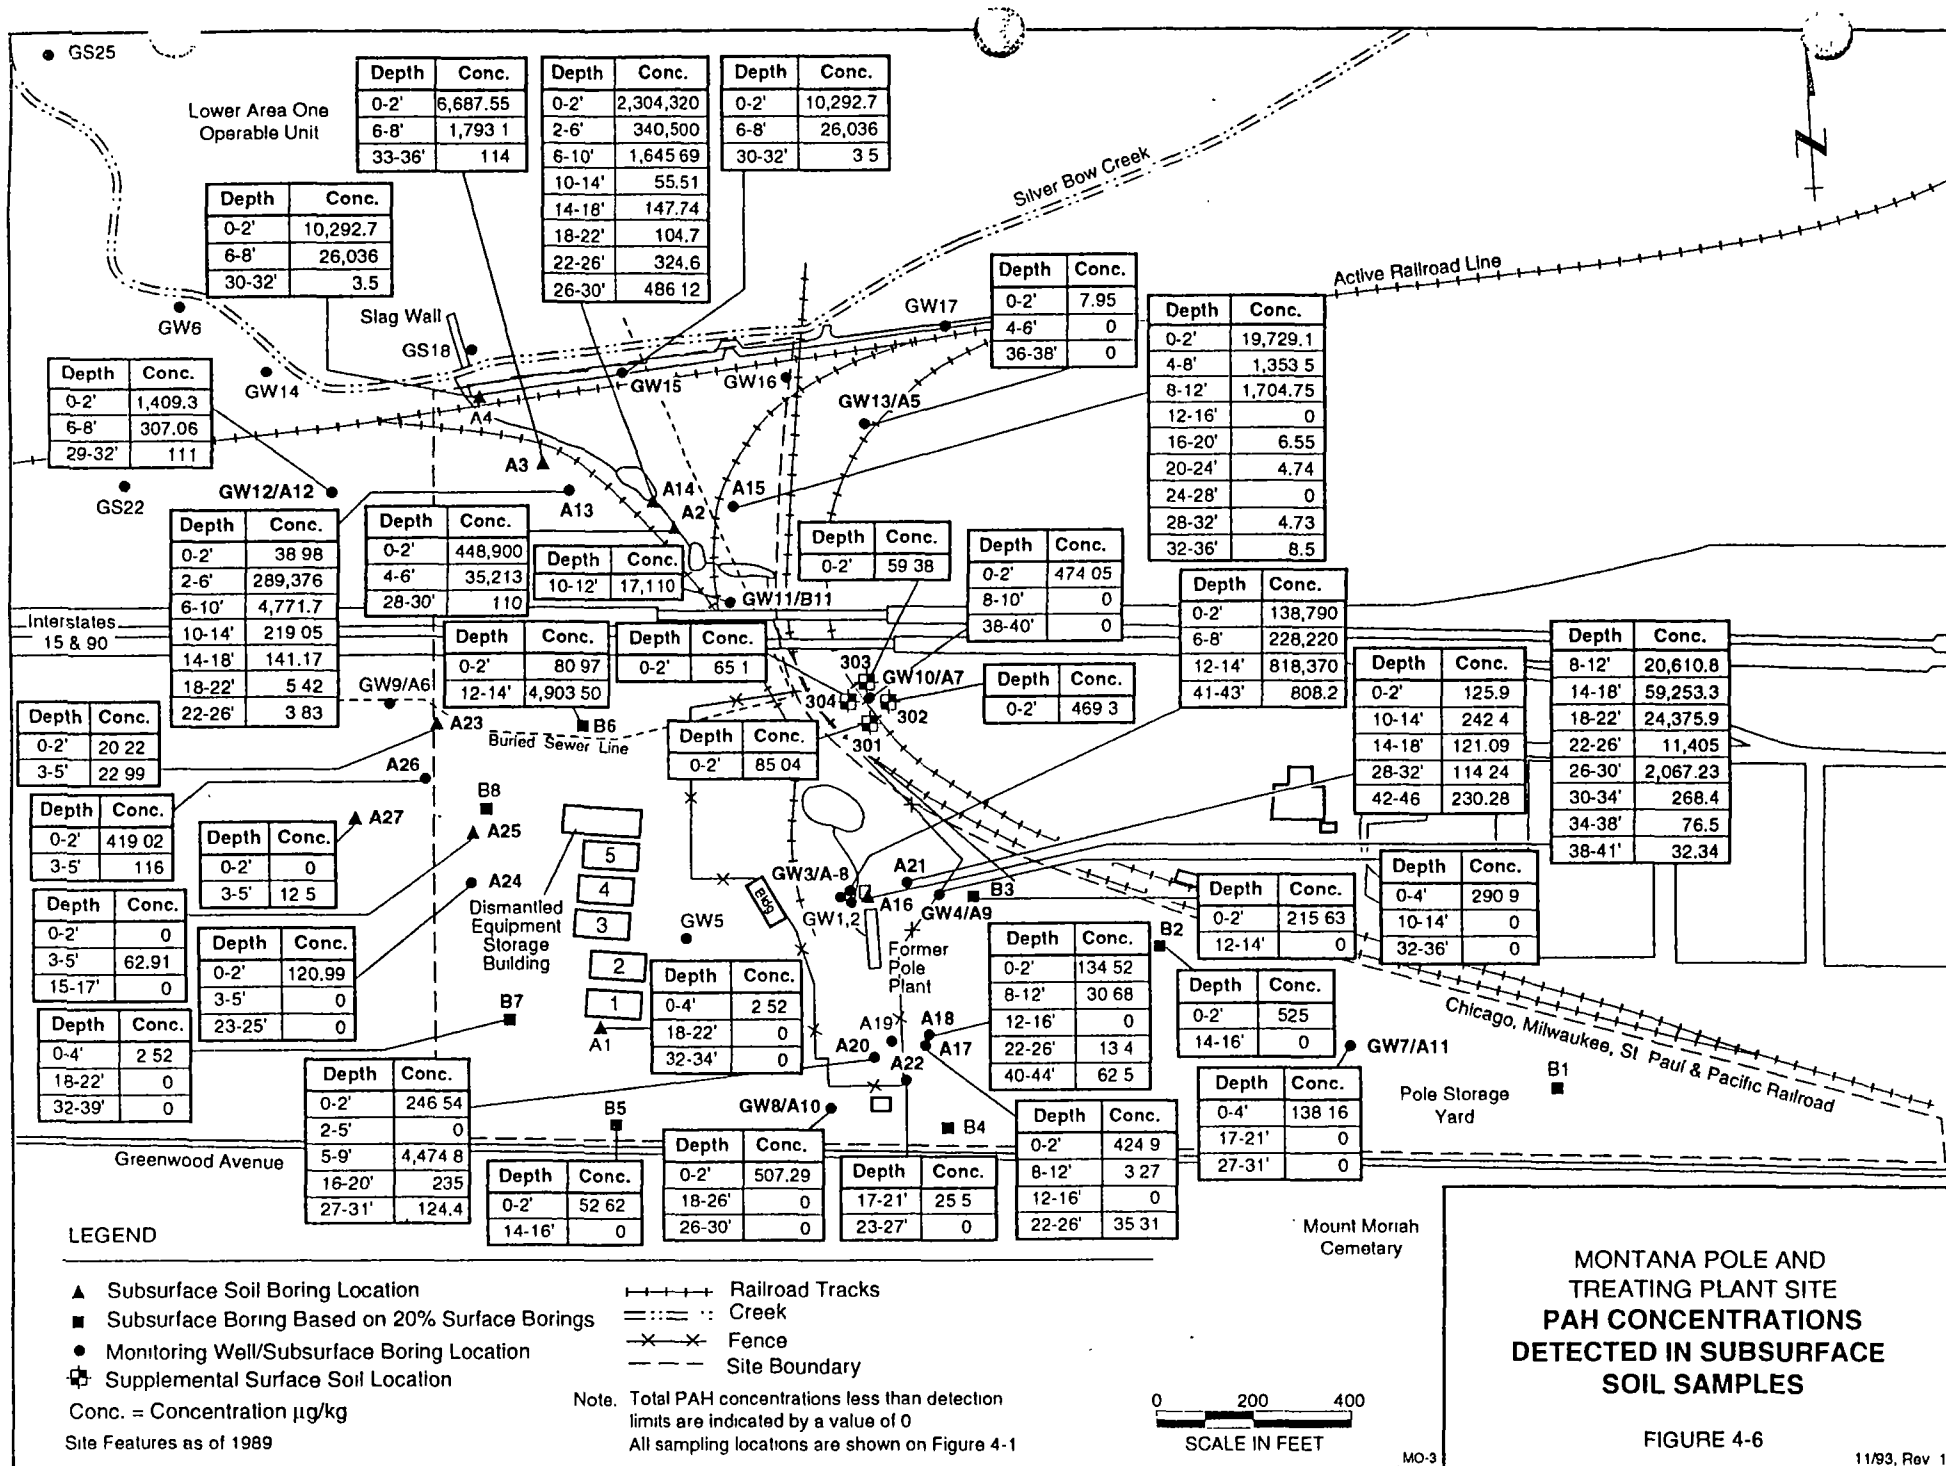 GS25
Lower Area One
Operable Unit
Depth Conc.
0-2' 6,687.55
6-8' 1,793 1
33-36' 114
Depth Conc.
0-2' 2,304,320
2-6' 340,500
6-10' 1,645 69
10-14' 55.51
14-18' 147.74
18-22' 104.7
22-26' 324.6
26-30' 486 12
Depth Conc.
0-2' 10,292.7
6-8' 26,036
30-32' 3 5
N
Silver Bow Creek
Active Railroad Line
Depth Conc.
0-2' 10,292.7
6-8' 26,036
30-32' 3.5
GW6
Slag Wall
GS18
GW14
GW15
GW16
GW17
GW13/A5
Depth Conc.
0-2' 7.95
4-6' 0
36-38' 0
Depth Conc.
0-2' 19,729.1
4-8' 1,353 5
8-12' 1,704.75
12-16' 0
16-20' 6.55
20-24' 4.74
24-28' 0
28-32' 4.73
32-36' 8.5
Depth Conc.
0-2' 1,409.3
6-8' 307.06
29-32' 111
GS22
GW12/A12
A4
A3
A13
A14
A2
A15
Depth Conc.
0-2' 38 98
2-6' 289,376
6-10' 4,771.7
10-14' 219 05
14-18' 141.17
18-22' 5 42
22-26' 3 83
Depth Conc.
0-2' 448,900
4-6' 35,213
28-30' 110
Depth Conc.
10-12' 17,110
GW11/B11
Depth Conc.
0-2' 59 38
Depth Conc.
0-2' 474 05
8-10' 0
38-40' 0
Depth Conc.
0-2' 138,790
6-8' 228,220
12-14' 818,370
41-43' 808.2
Interstates
15 & 90
Depth Conc.
0-2' 80 97
12-14' 4,903 50
Depth Conc.
0-2' 65 1
303
GW10/A7
304
302
301
Depth Conc.
0-2' 469 3
Depth Conc.
0-2' 125.9
10-14' 242 4
14-18' 121.09
28-32' 114 24
42-46 230.28
Depth Conc.
8-12' 20,610.8
14-18' 59,253.3
18-22' 24,375.9
22-26' 11,405
26-30' 2,067.23
30-34' 268.4
34-38' 76.5
38-41' 32.34
GW9/A6
A23
B6
Buried Sewer Line
Depth Conc.
0-2' 85 04
Depth Conc.
0-2' 20 22
3-5' 22 99
A26
B8
A27
A25
Depth Conc.
0-2' 419 02
3-5' 116
Depth Conc.
0-2' 0
3-5' 12 5
A24
5
4
3
2
1
Dismantled
Equipment
Storage
Building
Bldg
GW5
GW3/A-8
GW1,2
A21
A16
GW4/A9
B3
B2
Former
Pole
Plant
Depth Conc.
0-2' 215 63
12-14' 0
Depth Conc.
0-4' 290 9
10-14' 0
32-36' 0
Depth Conc.
0-2' 0
3-5' 62.91
15-17' 0
Depth Conc.
0-2' 120.99
3-5' 0
23-25' 0
B7
A1
Depth Conc.
0-4' 2 52
18-22' 0
32-34' 0
Depth Conc.
0-2' 134 52
8-12' 30 68
12-16' 0
22-26' 13 4
40-44' 62 5
Depth Conc.
0-2' 525
14-16' 0
Chicago, Milwaukee, St Paul & Pacific Railroad
Depth Conc.
0-4' 2 52
18-22' 0
32-39' 0
A19
A18
A20
A17
A22
GW8/A10
GW7/A11
B1
Pole Storage
Yard
Depth Conc.
0-2' 246 54
2-5' 0
5-9' 4,474 8
16-20' 235
27-31' 124.4
B5
B4
Depth Conc.
0-4' 138 16
17-21' 0
27-31' 0
Greenwood Avenue
Depth Conc.
0-2' 52 62
14-16' 0
Depth Conc.
0-2' 507.29
18-26' 0
26-30' 0
Depth Conc.
17-21' 25 5
23-27' 0
Depth Conc.
0-2' 424 9
8-12' 3 27
12-16' 0
22-26' 35 31
Mount Moriah
Cemetary
LEGEND
Subsurface Soil Boring Location
Subsurface Boring Based on 20% Surface Borings
Monitoring Well/Subsurface Boring Location
Supplemental Surface Soil Location
Conc. = Concentration µg/kg
Site Features as of 1989
Railroad Tracks
Creek
Fence
Site Boundary
Note. Total PAH concentrations less than detection
limits are indicated by a value of 0
All sampling locations are shown on Figure 4-1
0 200 400
SCALE IN FEET
MONTANA POLE AND
TREATING PLANT SITE
PAH CONCENTRATIONS
DETECTED IN SUBSURFACE
SOIL SAMPLES
FIGURE 4-6
MO-3
11/93, Rev 1